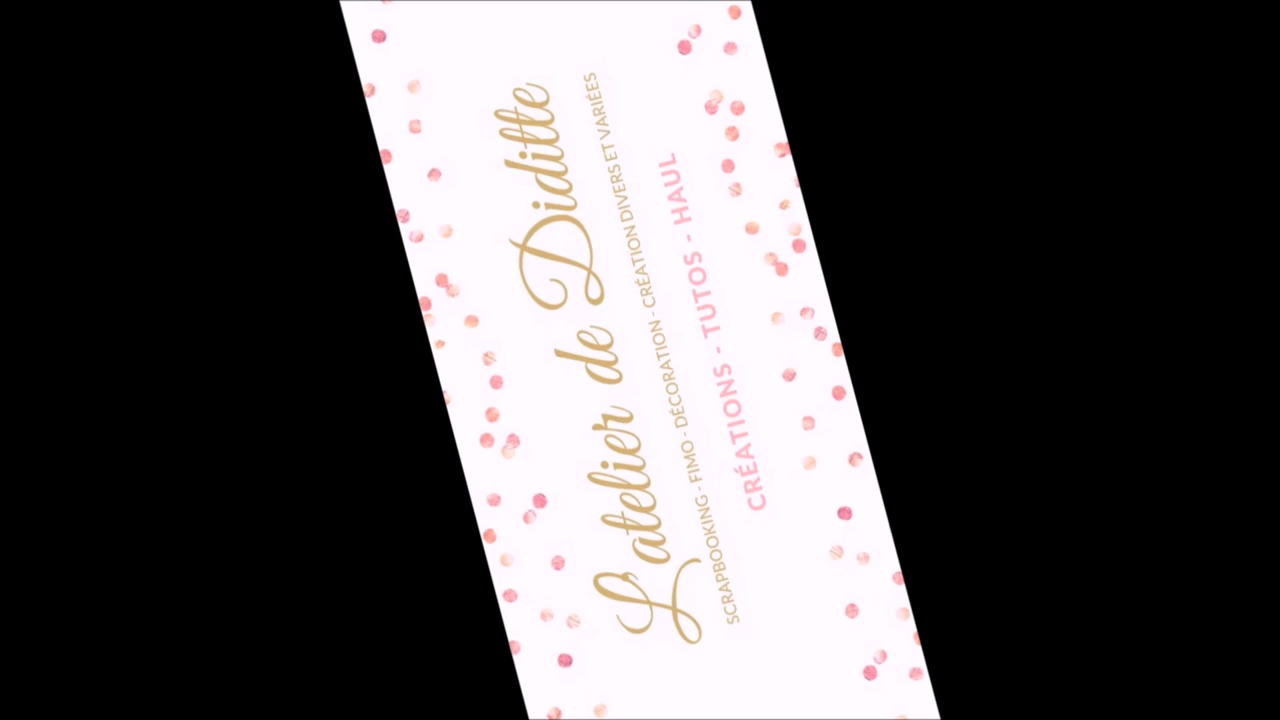 L'atelier de Diditte
SCRAPBOOKING - FIMO - DÉCORATION - CRÉATION DIVERS ET VARIÉES
CRÉATIONS - TUTOS - HAUL